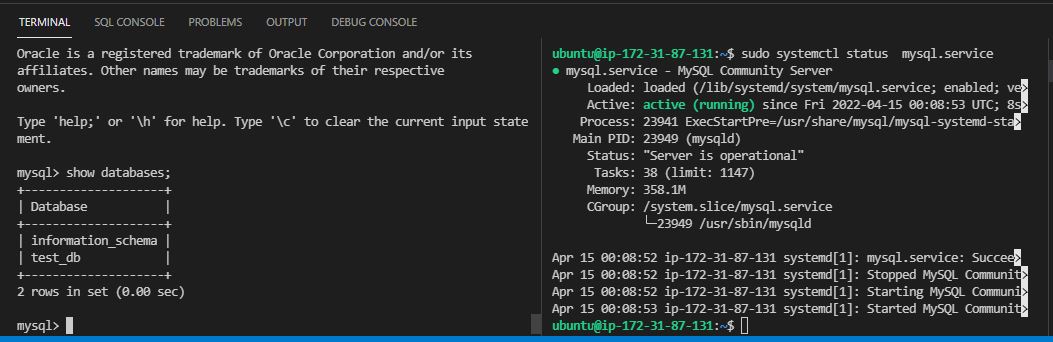 TERMINAL SQL CONSOLE PROBLEMS OUTPUT DEBUG CONSOLE
Oracle is a registered trademark of Oracle Corporation and/or its
affiliates. Other names may be trademarks of their respective
owners.
Type 'help;' or '\h' for help. Type '\c' to clear the current input state
ment.
mysql> show databases;
+--------------------+
| Database           |
+--------------------+
| information_schema |
| test_db            |
+--------------------+
2 rows in set (0.00 sec)
mysql>
ubuntu@ip-172-31-87-131:~$ sudo systemctl status  mysql.service
● mysql.service - MySQL Community Server
Loaded: loaded (/lib/systemd/system/mysql.service; enabled; ve>
Active: active (running) since Fri 2022-04-15 00:08:53 UTC; 8s>
Process: 23941 ExecStartPre=/usr/share/mysql/mysql-systemd-sta>
Main PID: 23949 (mysqld)
Status: "Server is operational"
Tasks: 38 (limit: 1147)
Memory: 358.1M
CGroup: /system.slice/mysql.service
└─23949 /usr/sbin/mysqld
Apr 15 00:08:52 ip-172-31-87-131 systemd[1]: mysql.service: Succee>
Apr 15 00:08:52 ip-172-31-87-131 systemd[1]: Stopped MySQL Communit>
Apr 15 00:08:52 ip-172-31-87-131 systemd[1]: Starting MySQL Communi>
Apr 15 00:08:53 ip-172-31-87-131 systemd[1]: Started MySQL Communit>
ubuntu@ip-172-31-87-131:~$